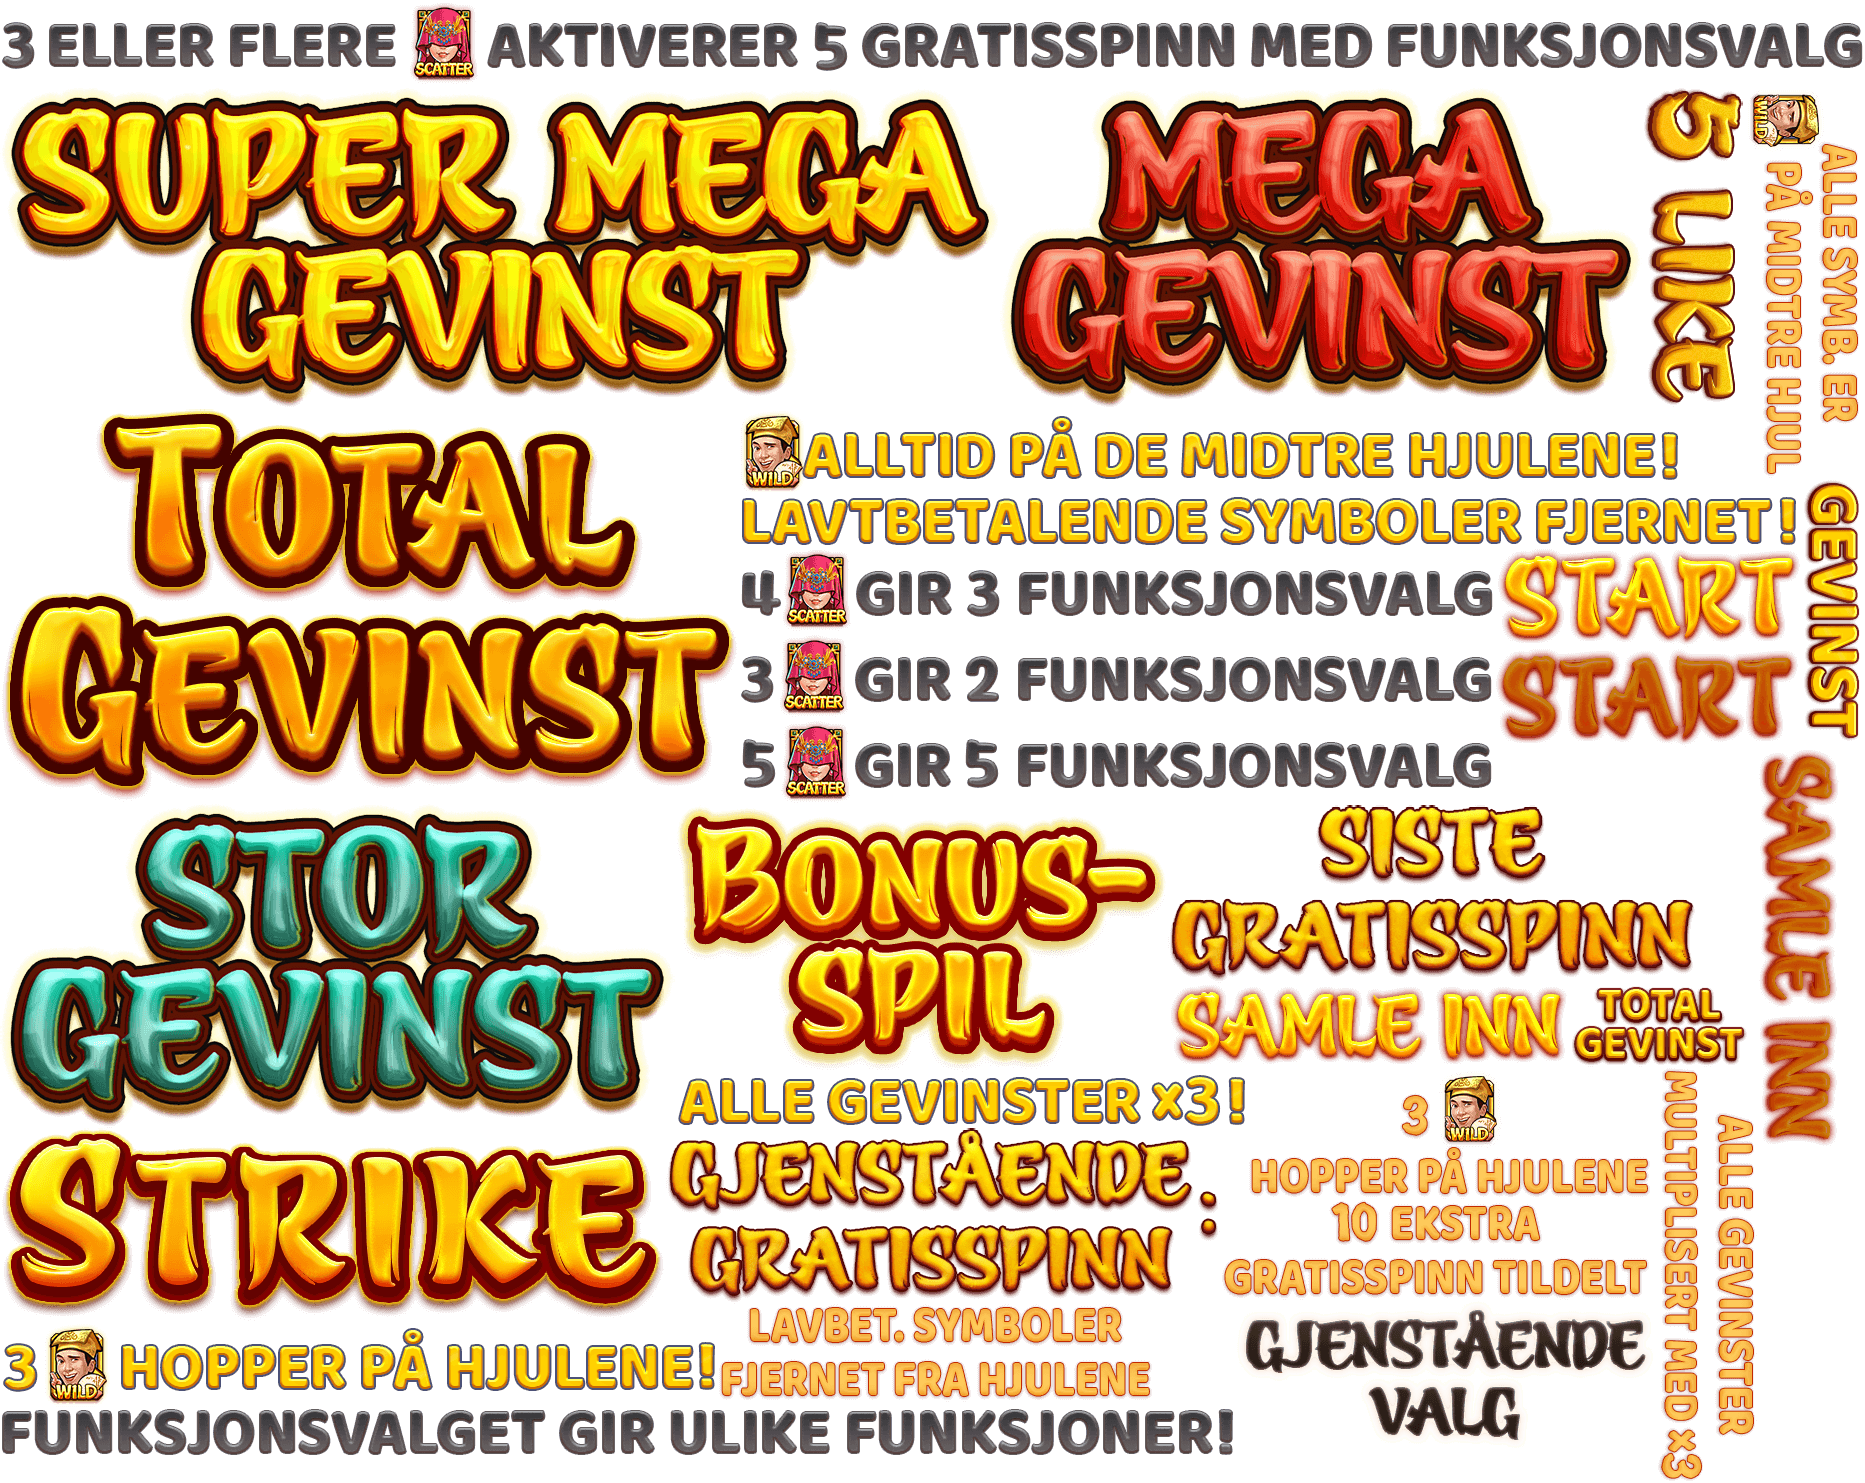 3 ELLER FLERE SCATTER AKTIVERER 5 GRATISSPINN MED FUNKSJONSVALG
SUPER MEGA
GEVINST
MEGA
GEVINST
5 LIKE
WILD ALLE SYMB. ER
PÅ MIDTRE HJUL
TOTAL
GEVINST
WILD ALLTID PÅ DE MIDTRE HJULENE!
LAVTBETALENDE SYMBOLER FJERNET!
4 SCATTER GIR 3 FUNKSJONSVALG
3 SCATTER GIR 2 FUNKSJONSVALG
5 SCATTER GIR 5 FUNKSJONSVALG
START
START
GEVINST
SAMLE INN
STOR
GEVINST
BONUS-
SPIL
SISTE
GRATISSPINN
SAMLE INN
TOTAL
GEVINST
ALLE GEVINSTER x3!
STRIKE
GJENSTÅENDE
GRATISSPINN:
3 WILD
HOPPER PÅ HJULENE
10 EKSTRA
GRATISSPINN TILDELT
ALLE GEVINSTER
MULTIPLISERT MED x3
LAVBET. SYMBOLER
FJERNET FRA HJULENE
GJENSTÅENDE
VALG
3 WILD HOPPER PÅ HJULENE!
FUNKSJONSVALGET GIR ULIKE FUNKSJONER!